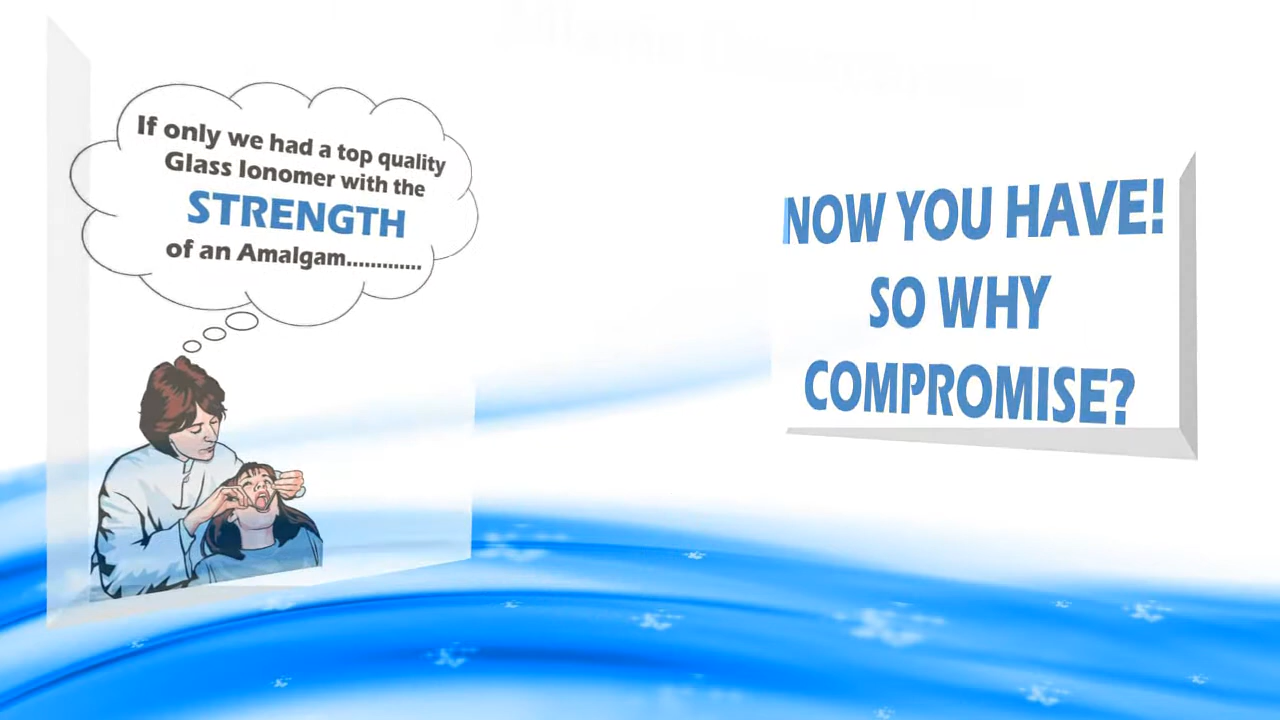 If only we had a top quality
Glass Ionomer with the
STRENGTH
of an Amalgam.............
NOW YOU HAVE!
SO WHY
COMPROMISE?